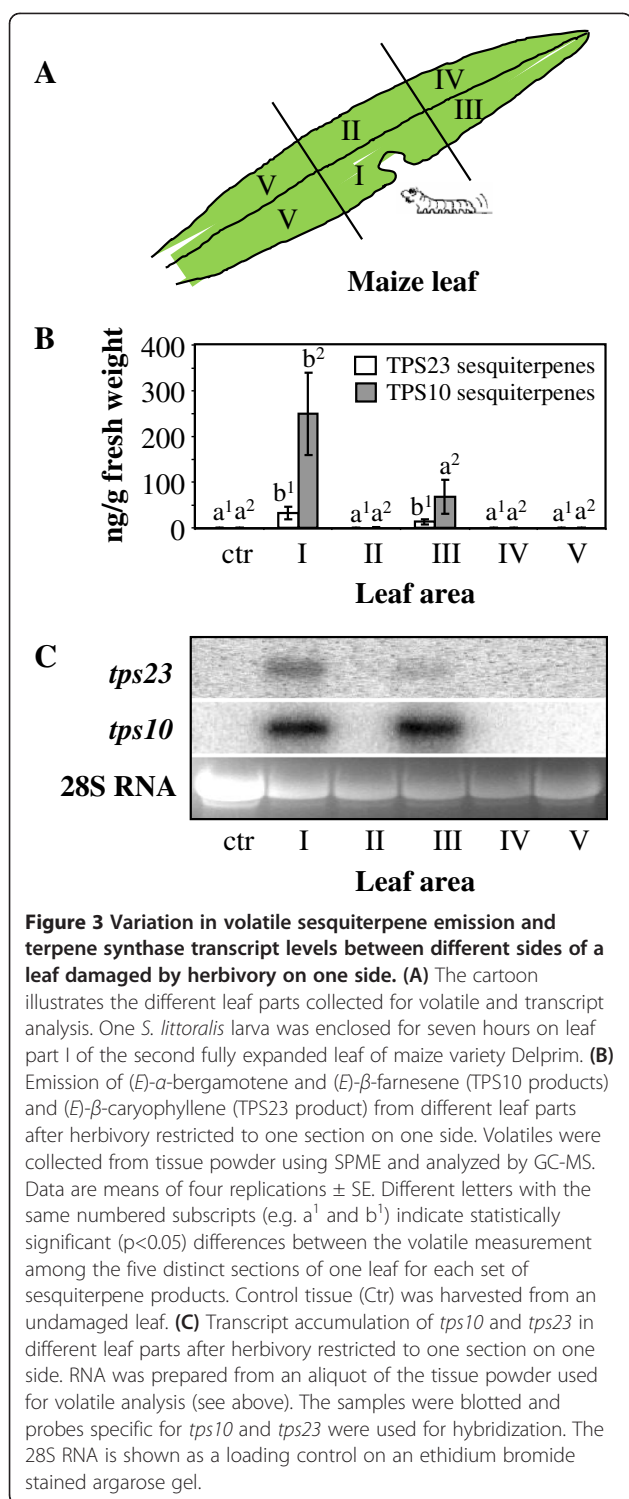 A
IV
III
II
I
V
V
Maize leaf
B
ng/g fresh weight
400
300
200
100
0
TPS23 sesquiterpenes
TPS10 sesquiterpenes
a¹ a² b¹ b² a¹ a² b¹ a² a¹ a² a¹ a²
ctr I II III IV V
Leaf area
C
tps23
tps10
28S RNA
ctr I II III IV V
Leaf area
Figure 3 Variation in volatile sesquiterpene emission and
terpene synthase transcript levels between different sides of a
leaf damaged by herbivory on one side. (A) The cartoon
illustrates the different leaf parts collected for volatile and transcript
analysis. One S. littoralis larva was enclosed for seven hours on leaf
part I of the second fully expanded leaf of maize variety Delprim. (B)
Emission of (E)-α-bergamotene and (E)-β-farnesene (TPS10 products)
and (E)-β-caryophyllene (TPS23 product) from different leaf parts
after herbivory restricted to one section on one side. Volatiles were
collected from tissue powder using SPME and analyzed by GC-MS.
Data are means of four replications ± SE. Different letters with the
same numbered subscripts (e.g. a¹ and b¹) indicate statistically
significant (p<0.05) differences between the volatile measurement
among the five distinct sections of one leaf for each set of
sesquiterpene products. Control tissue (Ctr) was harvested from an
undamaged leaf. (C) Transcript accumulation of tps10 and tps23 in
different leaf parts after herbivory restricted to one section on one
side. RNA was prepared from an aliquot of the tissue powder used
for volatile analysis (see above). The samples were blotted and
probes specific for tps10 and tps23 were used for hybridization. The
28S RNA is shown as a loading control on an ethidium bromide
stained argarose gel.